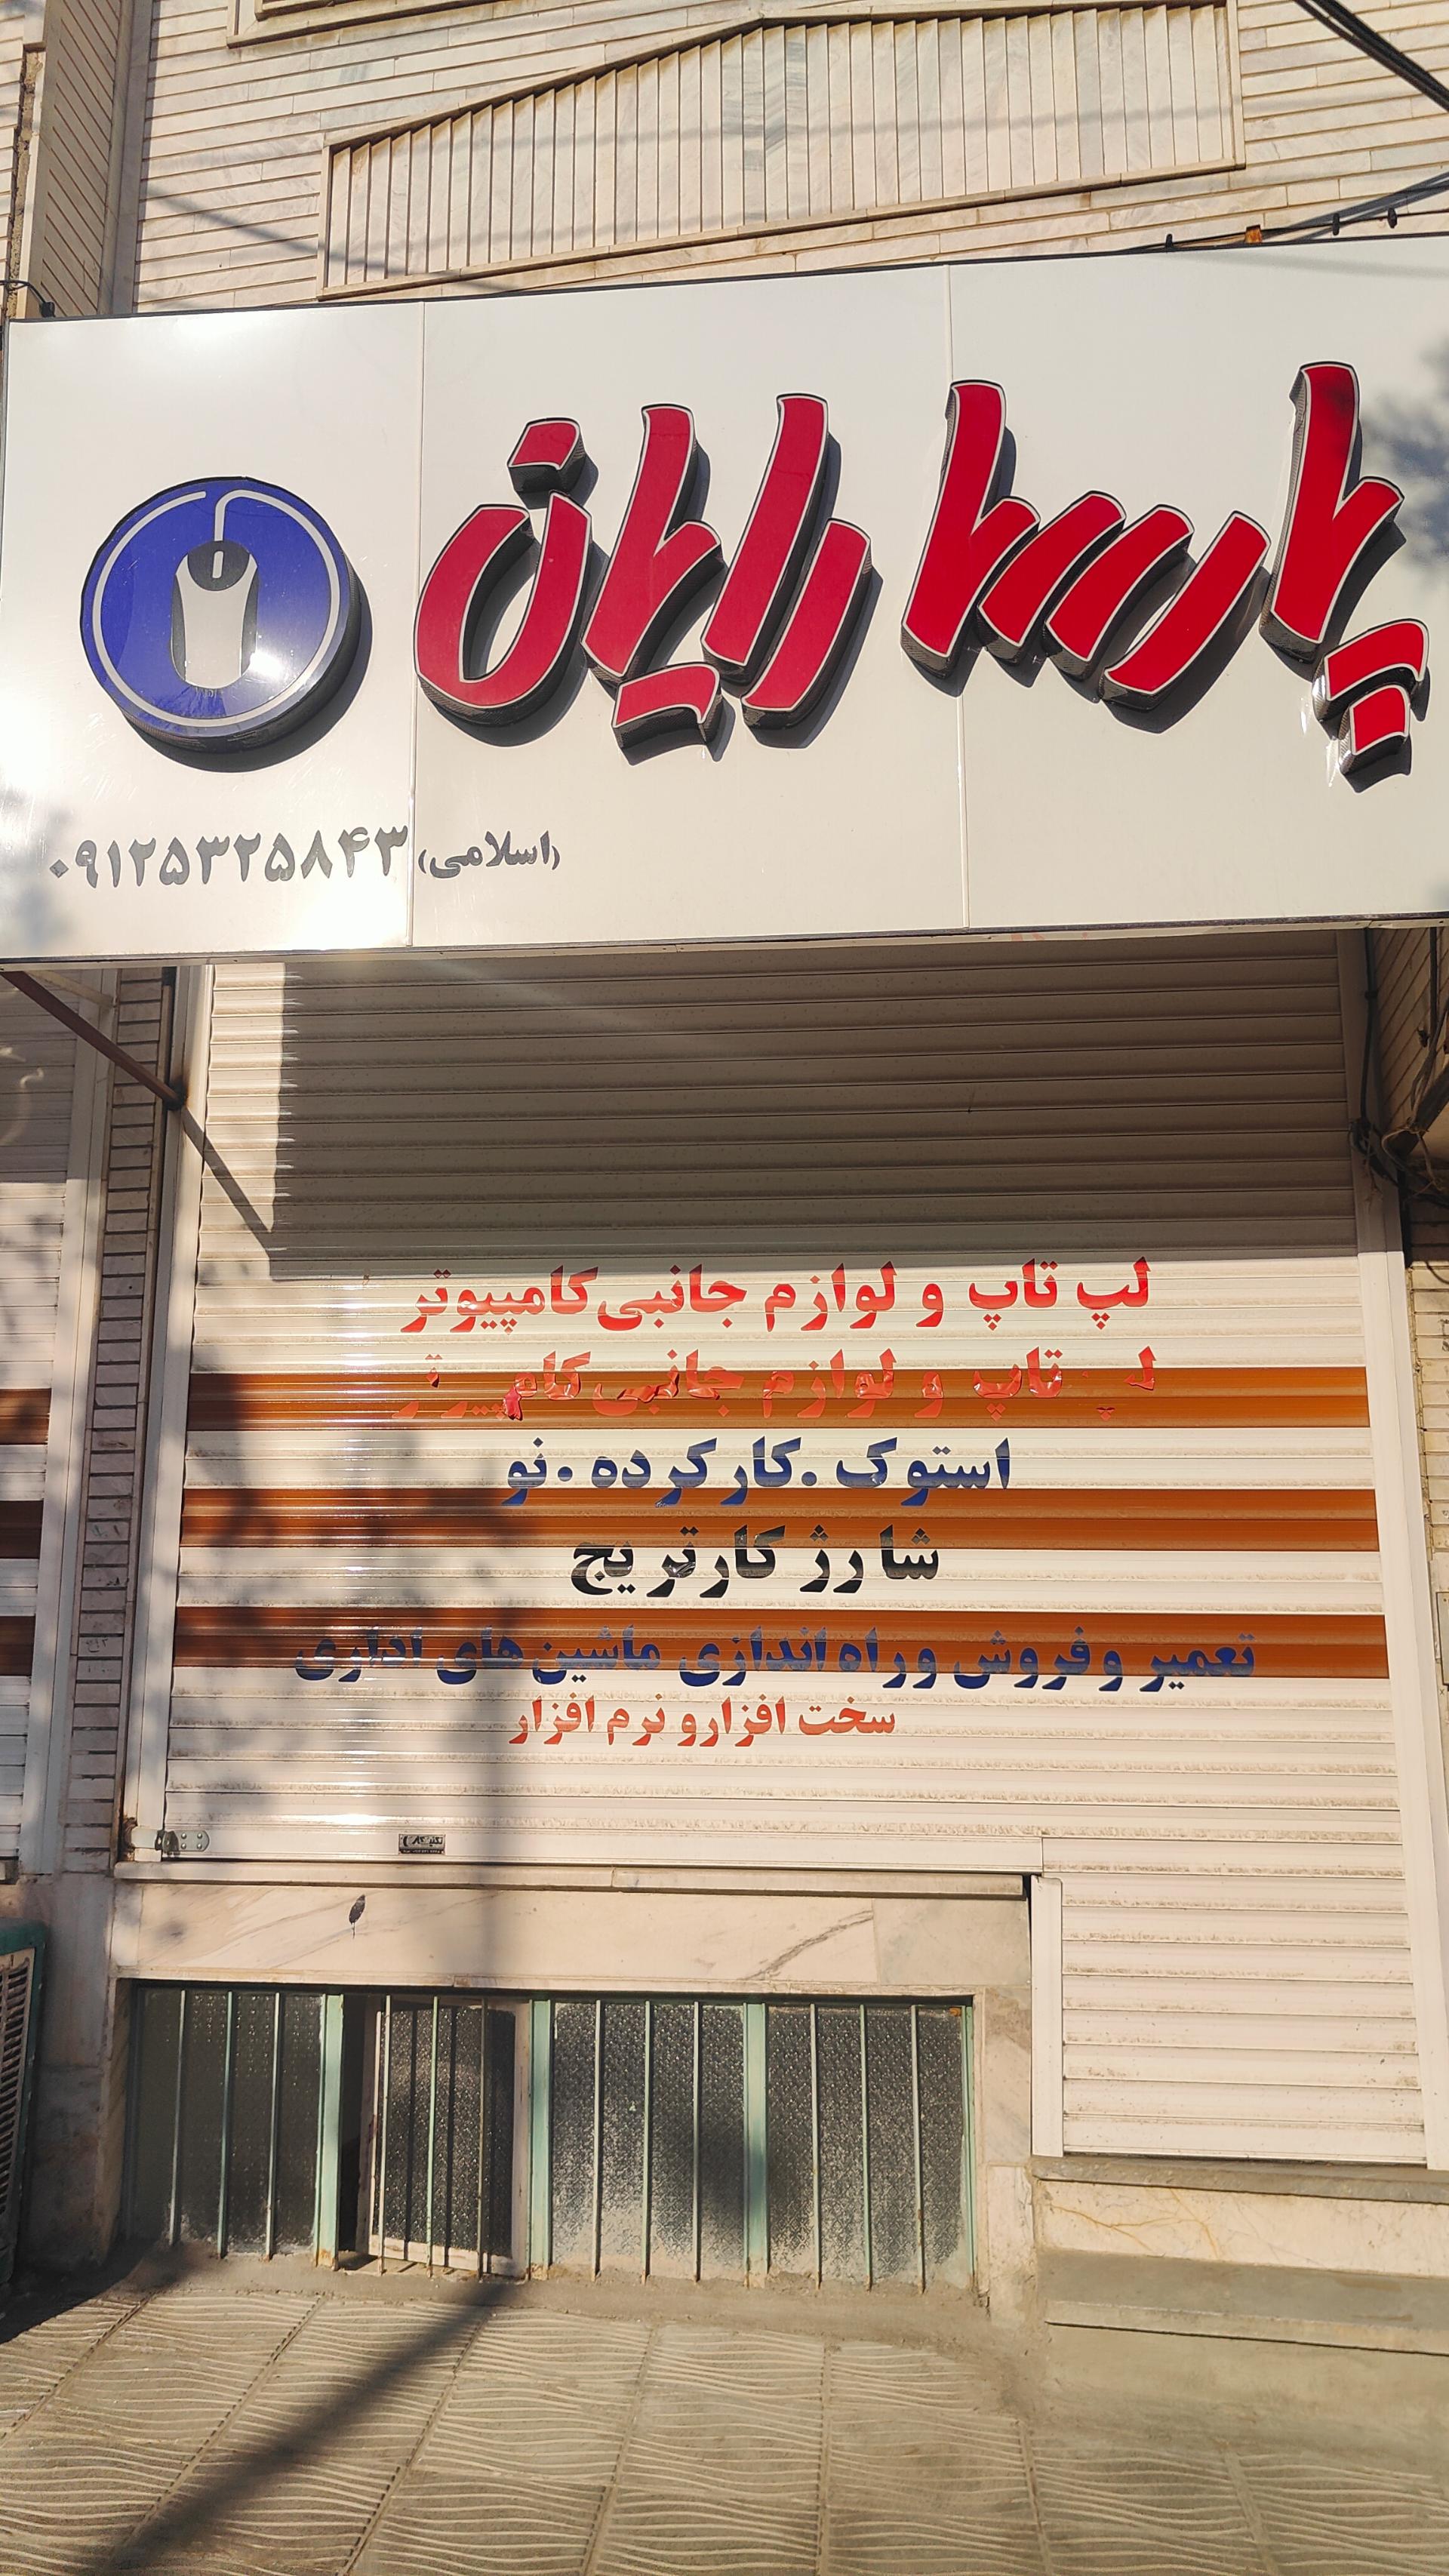 پارسا رایان
(اسلامی) ۰۹۱۲۵۳۲۵۸۴۳
لپ تاپ و لوازم جانبی کامپیوتر
تاپ و لوازم جانبی
استوک . کارکرده . نو
شارژ کارتریج
تعمیر و فروش و راه اندازی ماشین های اداری
سخت افزار و نرم افزار